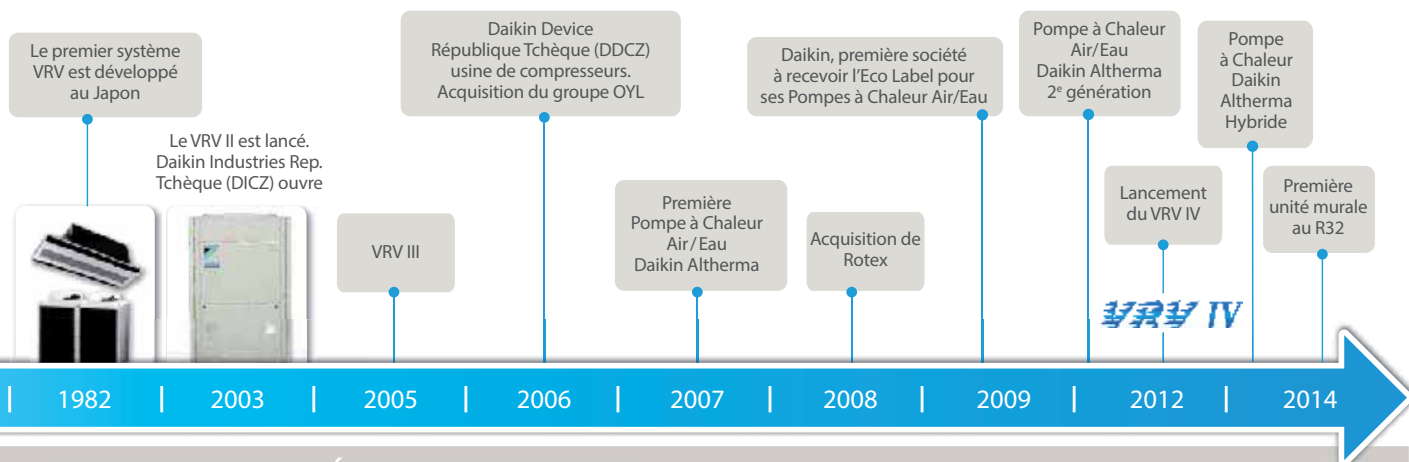 Le premier système
VRV est développé
au Japon
Le VRV II est lancé.
Daikin Industries Rep.
Tchèque (DICZ) ouvre
VRV III
Daikin Device
République Tchèque (DDCZ)
usine de compresseurs.
Acquisition du groupe OYL
Première
Pompe à Chaleur
Air/Eau
Daikin Altherma
Acquisition de
Rotex
Daikin, première société
à recevoir l'Eco Label pour
ses Pompes à Chaleur Air/Eau
Pompe à Chaleur
Air/Eau
Daikin Altherma
2e génération
Lancement
du VRV IV
VRV IV
Pompe
à Chaleur
Daikin
Altherma
Hybride
Première
unité murale
au R32
1982
2003
2005
2006
2007
2008
2009
2012
2014